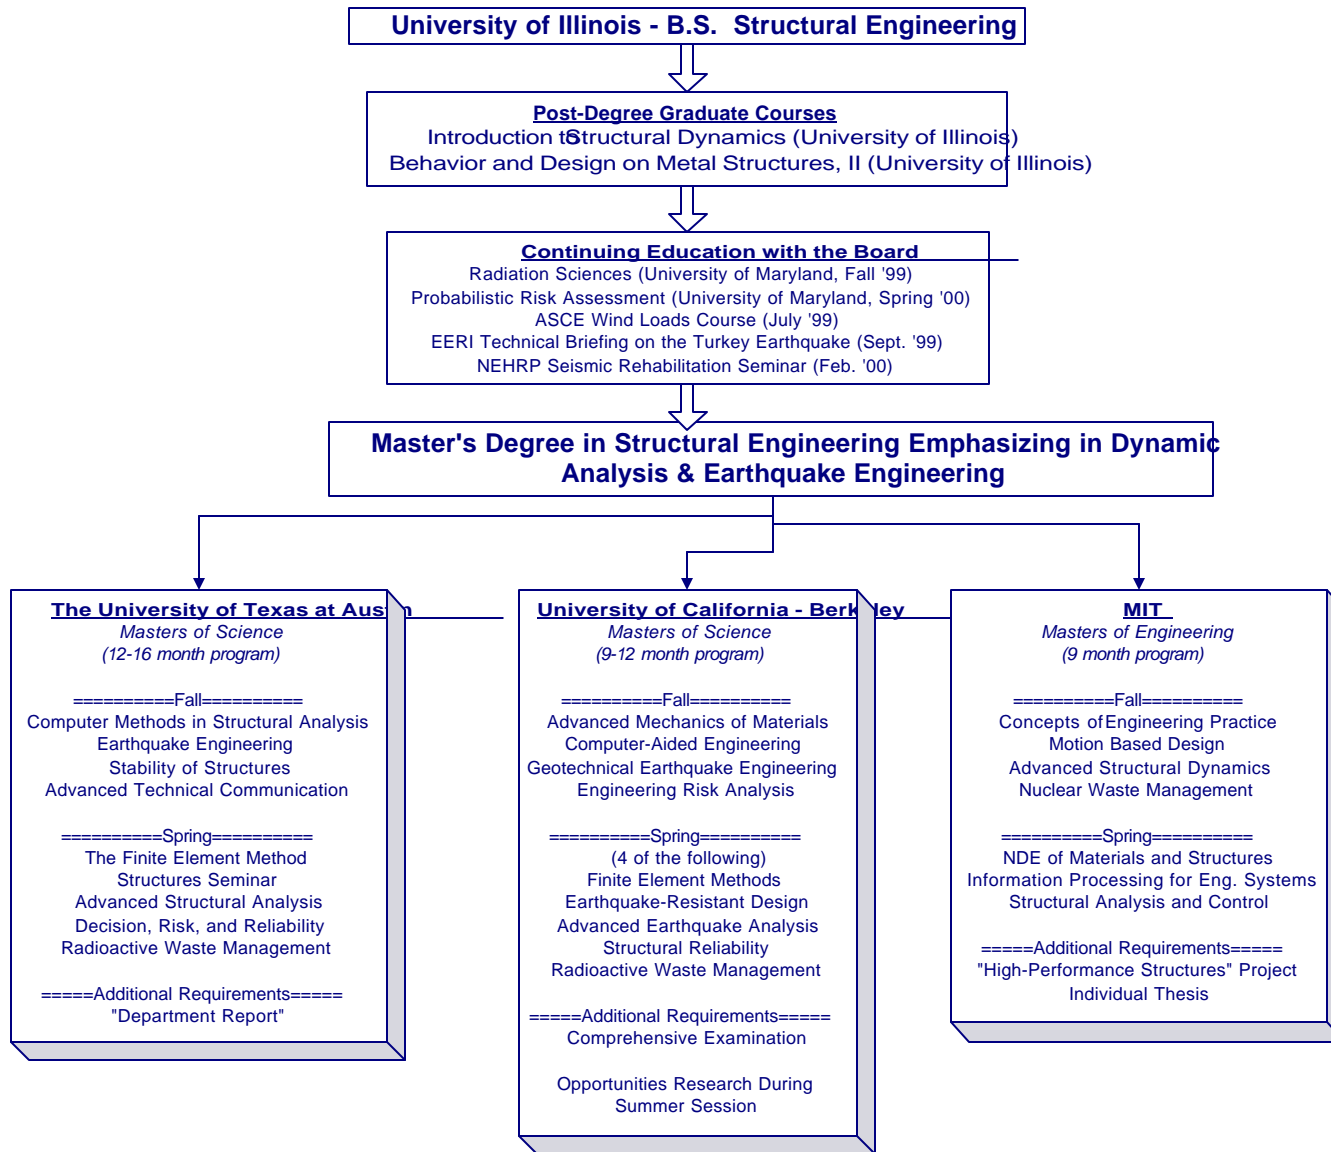 University of Illinois - B.S. Structural Engineering
Post-Degree Graduate Courses
Introduction to Structural Dynamics (University of Illinois)
Behavior and Design on Metal Structures, II (University of Illinois)
Continuing Education with the Board
Radiation Sciences (University of Maryland, Fall '99)
Probabilistic Risk Assessment (University of Maryland, Spring '00)
ASCE Wind Loads Course (July '99)
EERI Technical Briefing on the Turkey Earthquake (Sept. '99)
NEHRP Seismic Rehabilitation Seminar (Feb. '00)
Master's Degree in Structural Engineering Emphasizing in Dynamic
Analysis & Earthquake Engineering
The University of Texas at Austin
Masters of Science
(12-16 month program)
==========Fall==========
Computer Methods in Structural Analysis
Earthquake Engineering
Stability of Structures
Advanced Technical Communication
==========Spring==========
The Finite Element Method
Structures Seminar
Advanced Structural Analysis
Decision, Risk, and Reliability
Radioactive Waste Management
=====Additional Requirements=====
"Department Report"
University of California - Berkeley
Masters of Science
(9-12 month program)
==========Fall==========
Advanced Mechanics of Materials
Computer-Aided Engineering
Geotechnical Earthquake Engineering
Engineering Risk Analysis
==========Spring==========
(4 of the following)
Finite Element Methods
Earthquake-Resistant Design
Advanced Earthquake Analysis
Structural Reliability
Radioactive Waste Management
=====Additional Requirements=====
Comprehensive Examination
Opportunities Research During
Summer Session
MIT
Masters of Engineering
(9 month program)
==========Fall==========
Concepts of Engineering Practice
Motion Based Design
Advanced Structural Dynamics
Nuclear Waste Management
==========Spring==========
NDE of Materials and Structures
Information Processing for Eng. Systems
Structural Analysis and Control
=====Additional Requirements=====
"High-Performance Structures" Project
Individual Thesis